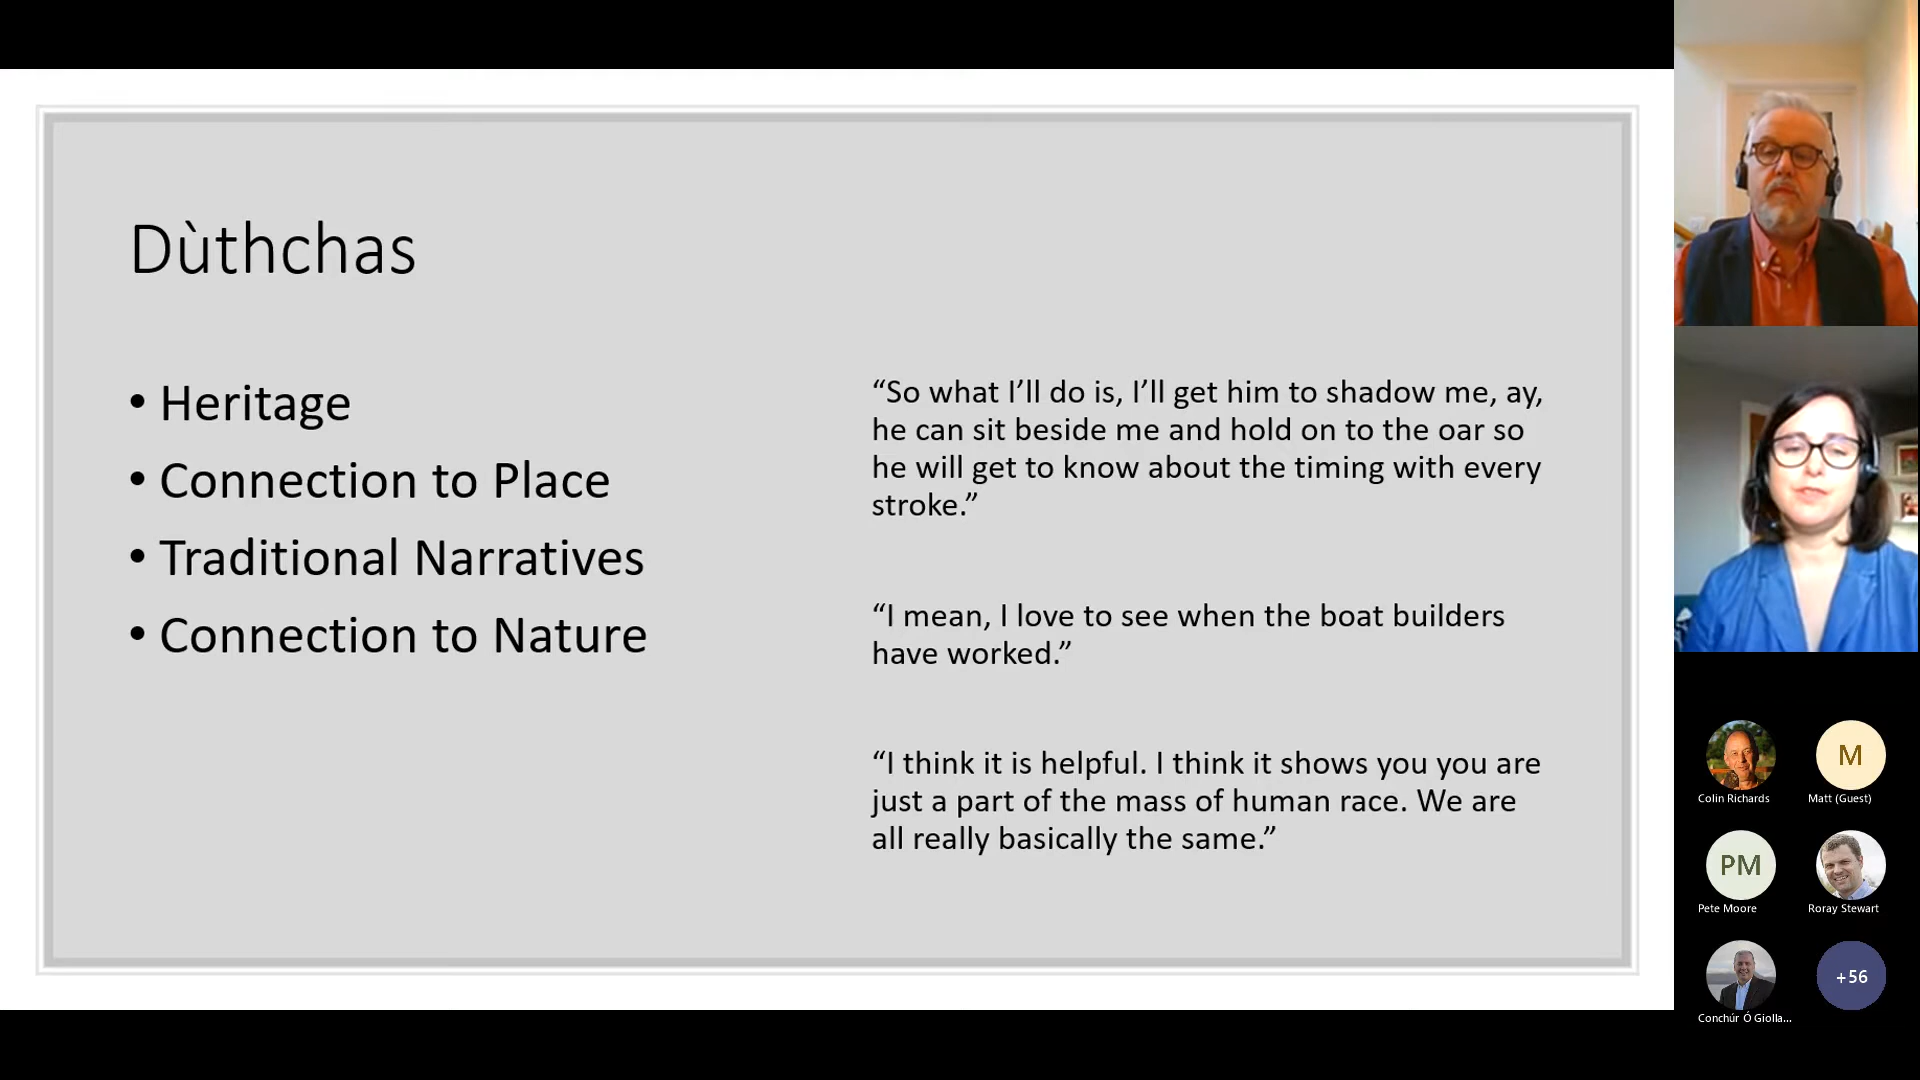 Dùthchas
• Heritage
• Connection to Place
• Traditional Narratives
• Connection to Nature
“So what I’ll do is, I’ll get him to shadow me, ay,
he can sit beside me and hold on to the oar so
he will get to know about the timing with every
stroke.”
“I mean, I love to see when the boat builders
have worked.”
“I think it is helpful. I think it shows you you are
just a part of the mass of human race. We are
all really basically the same.”
Colin Richards
M
Matt (Guest)
PM
Pete Moore
Roray Stewart
Conchúr Ó Giolla...
+56